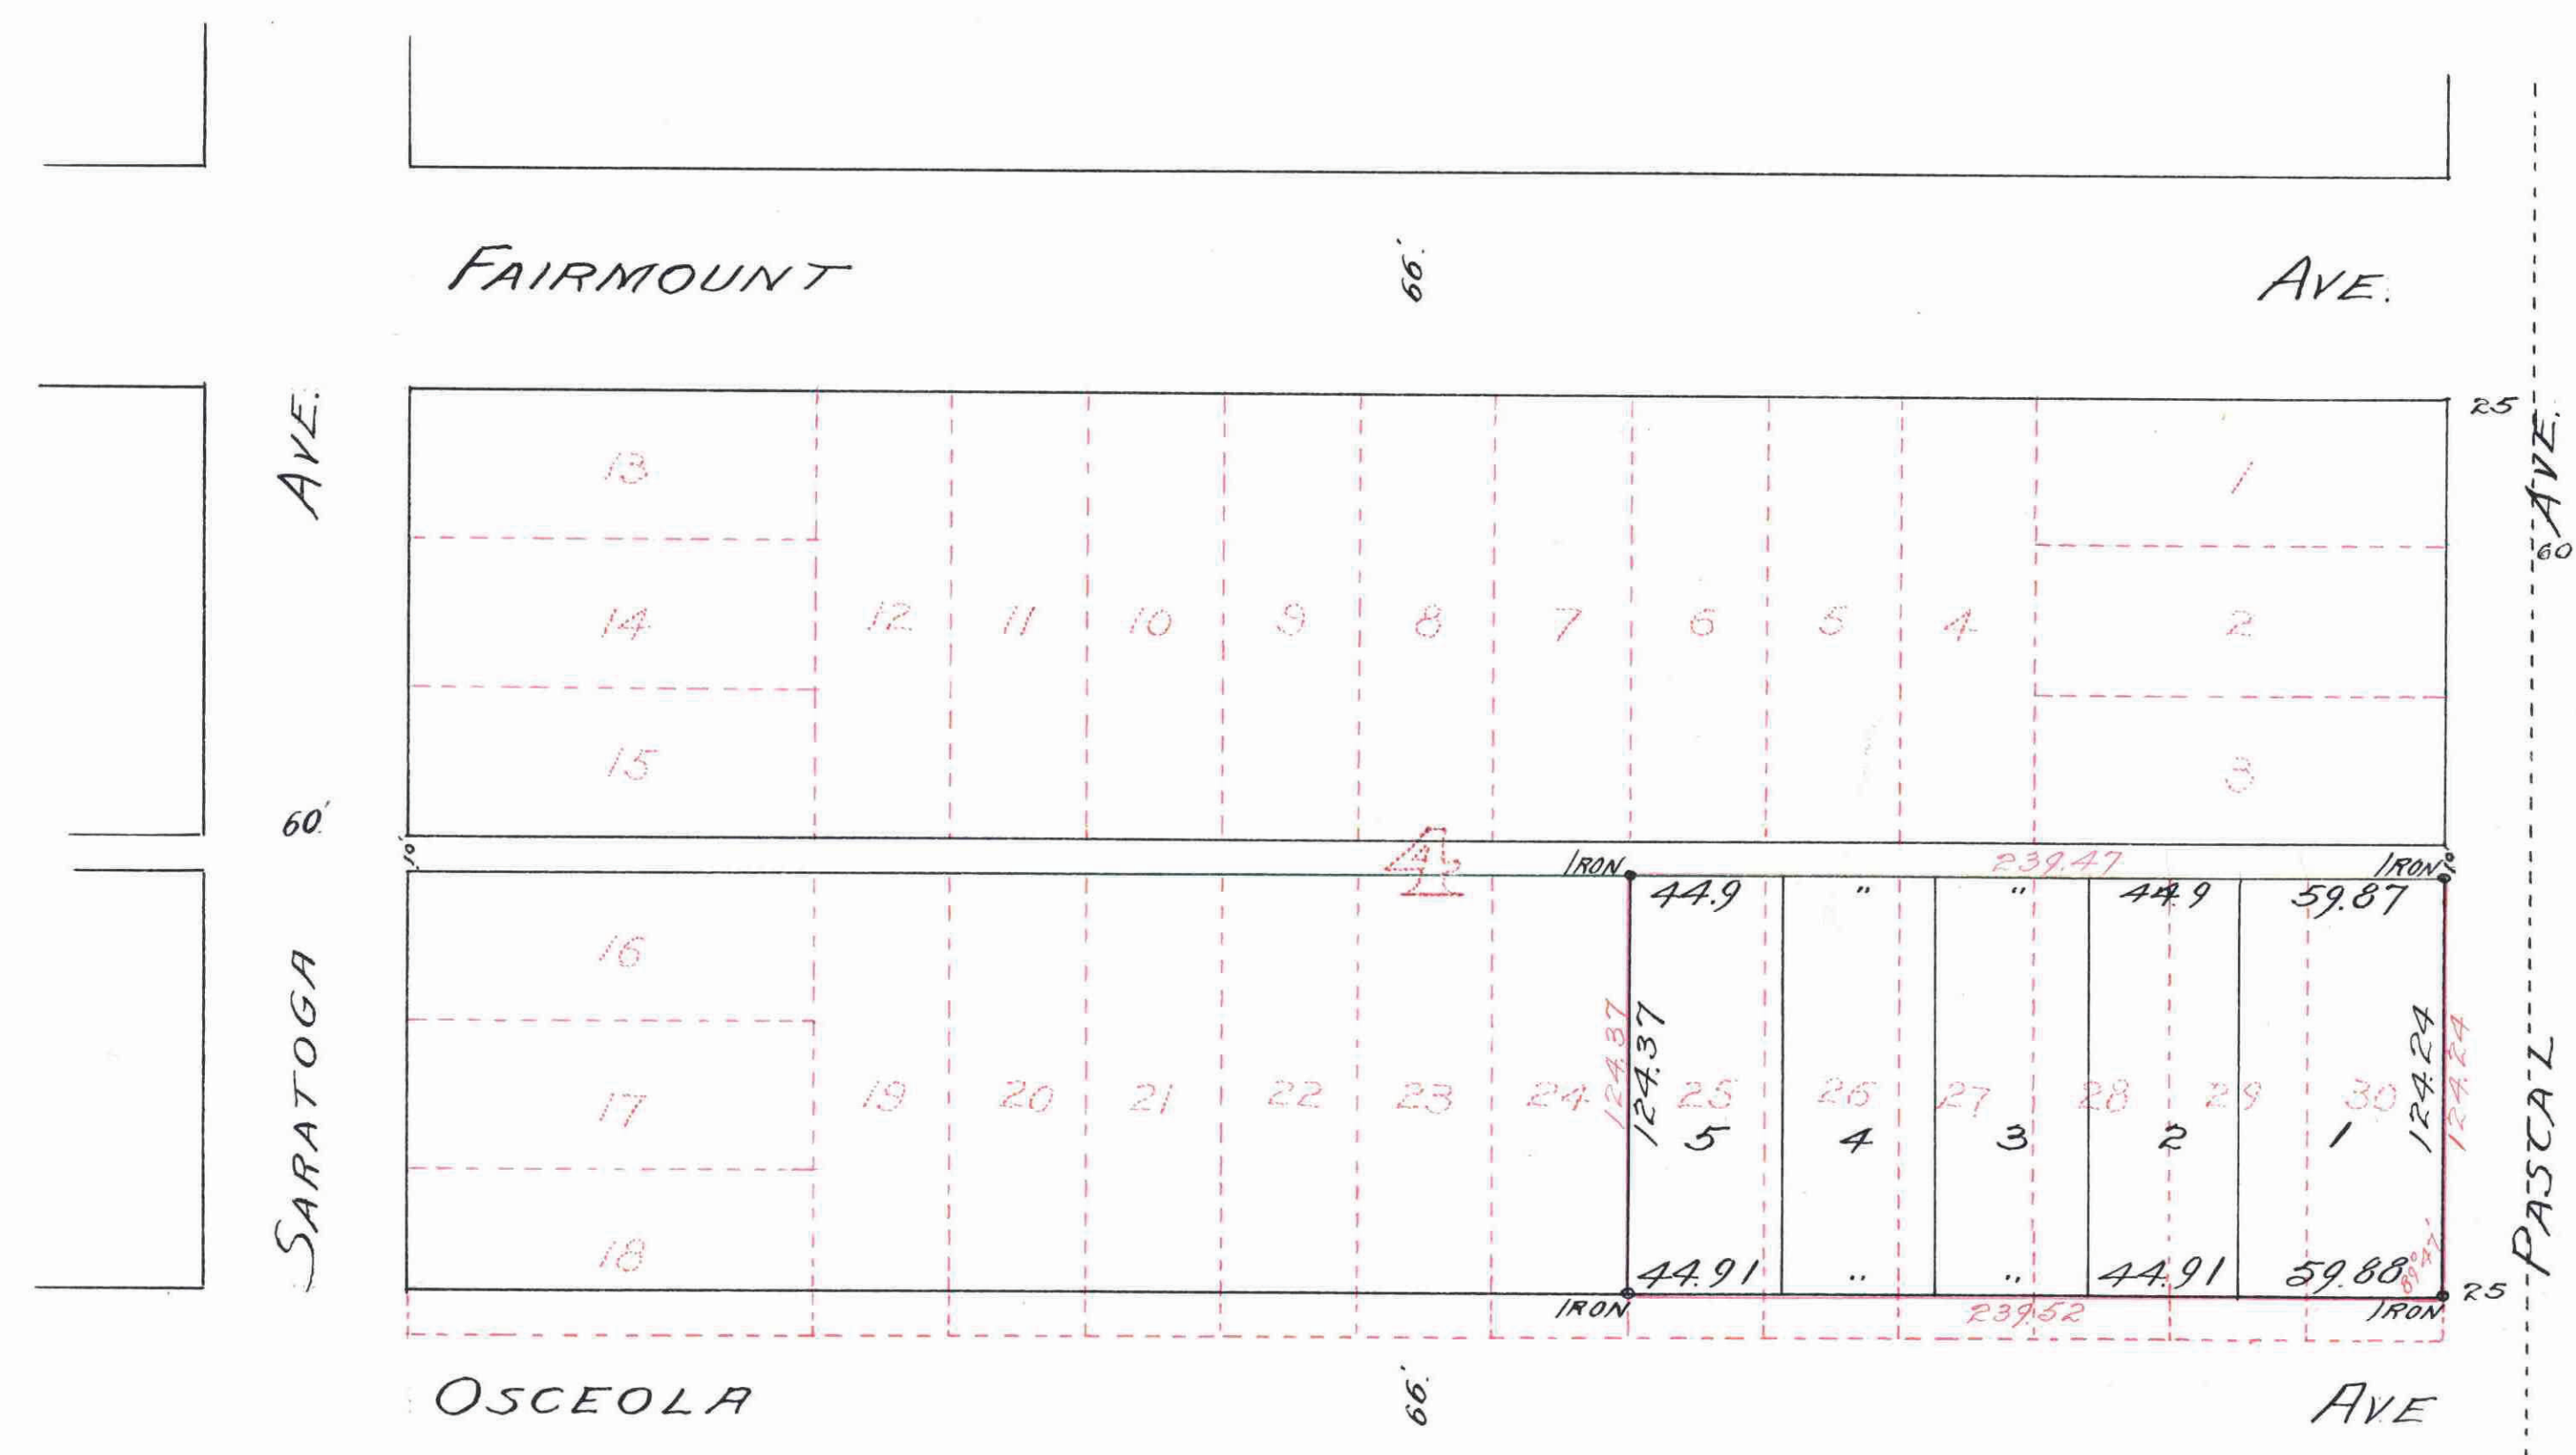 FAIRMOUNT 66.' AVE.
25
SARATOGA AVE.
60.'
PASCAL AVE.
60
13
14
15
12 11 10 9 8 7 6 5 4
1
2
3
4
10'
IRON 239.47 IRON
44.9 " " 44.9 59.87
16
17
18
19 20 21 22 23 24 25 26 27 28 29 30
124.37 124.37
124.24 124.24
5 4 3 2 1
44.91 " " 44.91 59.88 89°47'
25
IRON 239.52 IRON
OSCEOLA 66.' AVE